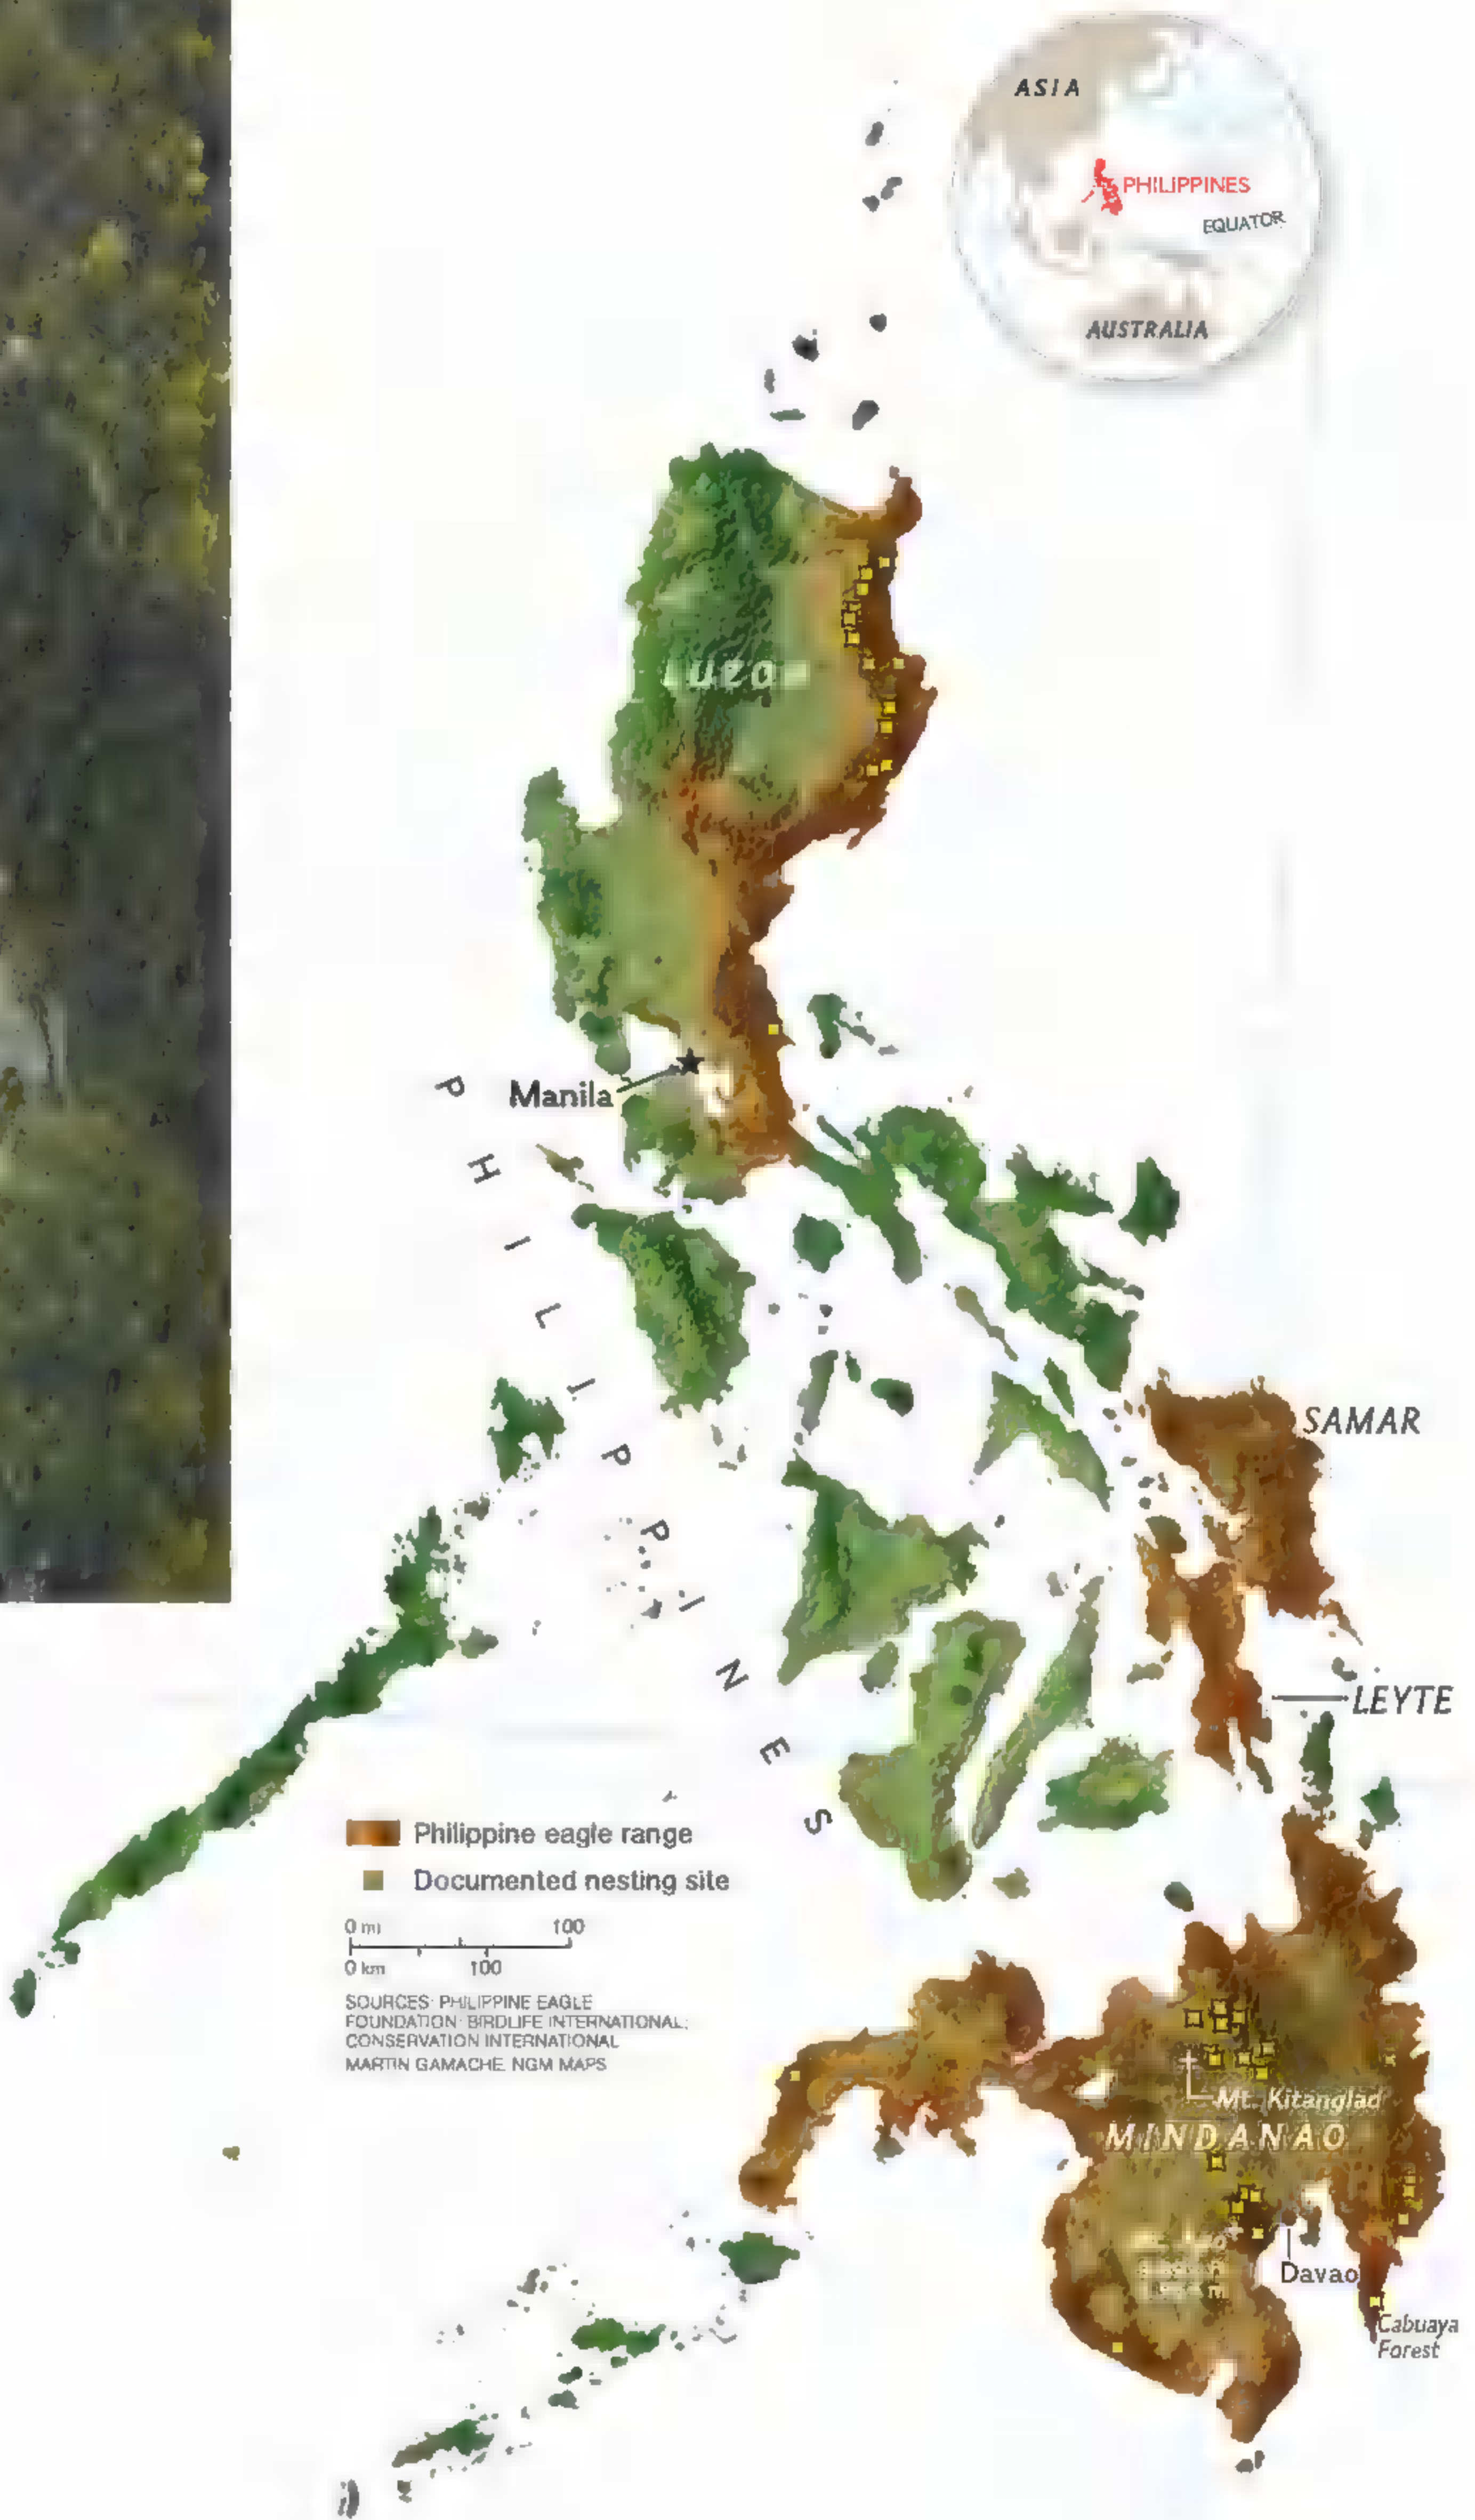 ASIA
PHILIPPINES
EQUATOR
AUSTRALIA
LUZON
Manila
PHILIPPINES
SAMAR
LEYTE
Philippine eagle range
Documented nesting site
0 mi 100
0 km 100
SOURCES: PHILIPPINE EAGLE
FOUNDATION; BIRDLIFE INTERNATIONAL;
CONSERVATION INTERNATIONAL
MARTIN GAMACHE, NGM MAPS
Mt. Kitanglad
MINDANAO
Davao
Cabuaya
Forest